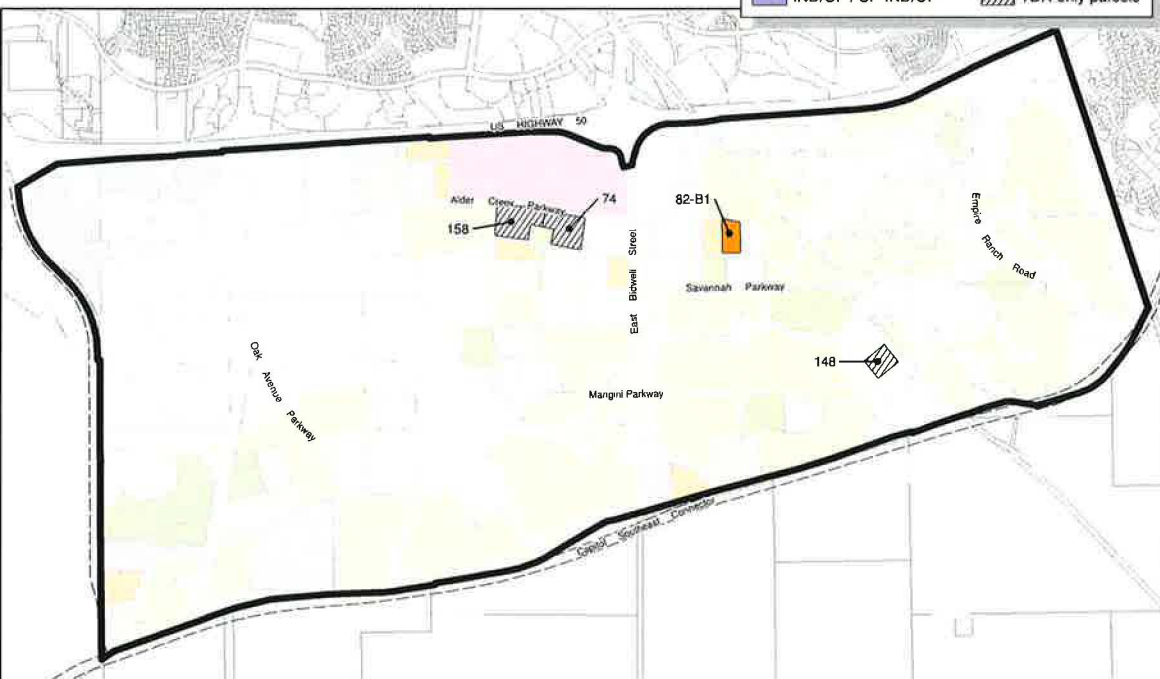 US HIGHWAY 50
Alder Creek Parkway
74
158
82-B1
East Bidwell Street
Savannah Parkway
Empire Ranch Road
148
Oak Avenue Parkway
Mangini Parkway
Capitol Southeast Connector